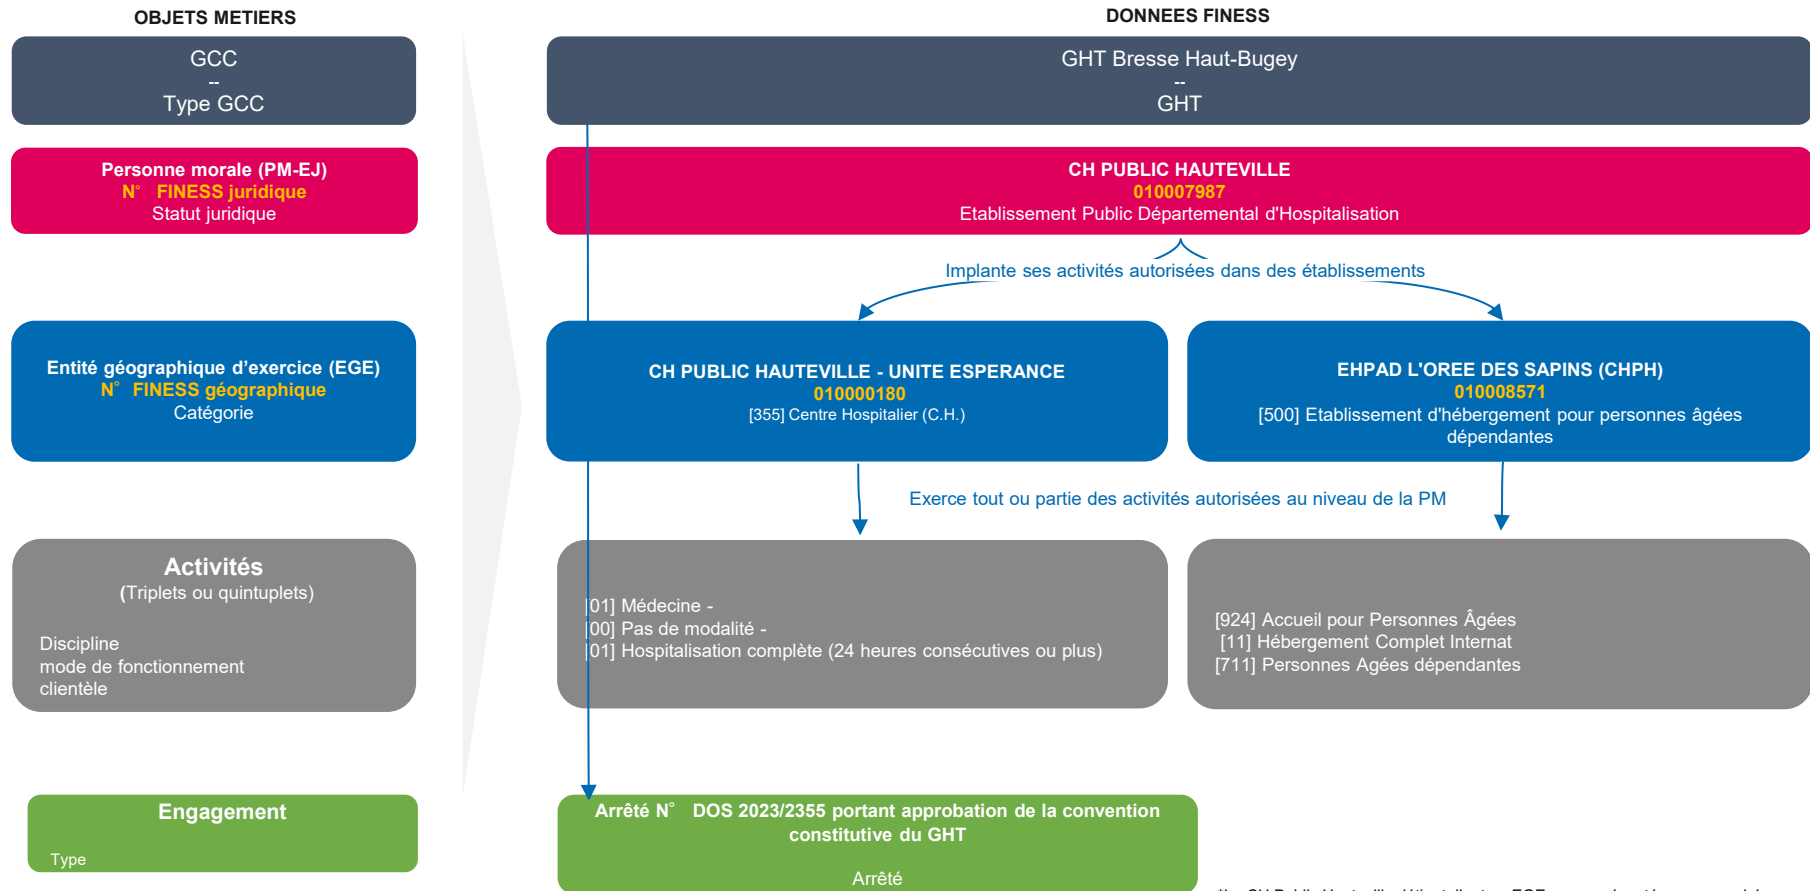 OBJETS METIERS
DONNEES FINESS
GCC
--
Type GCC
GHT Bresse Haut-Bugey
--
GHT
Personne morale (PM-EJ)
N° FINESS juridique
Statut juridique
CH PUBLIC HAUTEVILLE
010007987
Etablissement Public Départemental d'Hospitalisation
Implante ses activités autorisées dans des établissements
Entité géographique d'exercice (EGE)
N° FINESS géographique
Catégorie
CH PUBLIC HAUTEVILLE - UNITE ESPERANCE
010000180
[355] Centre Hospitalier (C.H.)
EHPAD L'OREE DES SAPINS (CHPH)
010008571
[500] Etablissement d'hébergement pour personnes âgées
dépendantes
Exerce tout ou partie des activités autorisées au niveau de la PM
Activités
(Triplets ou quintuplets)
Discipline
mode de fonctionnement
clientèle
[01] Médecine -
[00] Pas de modalité -
[01] Hospitalisation complète (24 heures consécutives ou plus)
[924] Accueil pour Personnes Âgées
[11] Hébergement Complet Internat
[711] Personnes Agées dépendantes
Engagement
Type
Arrêté N° DOS 2023/2355 portant approbation de la convention
constitutive du GHT
Arrêté